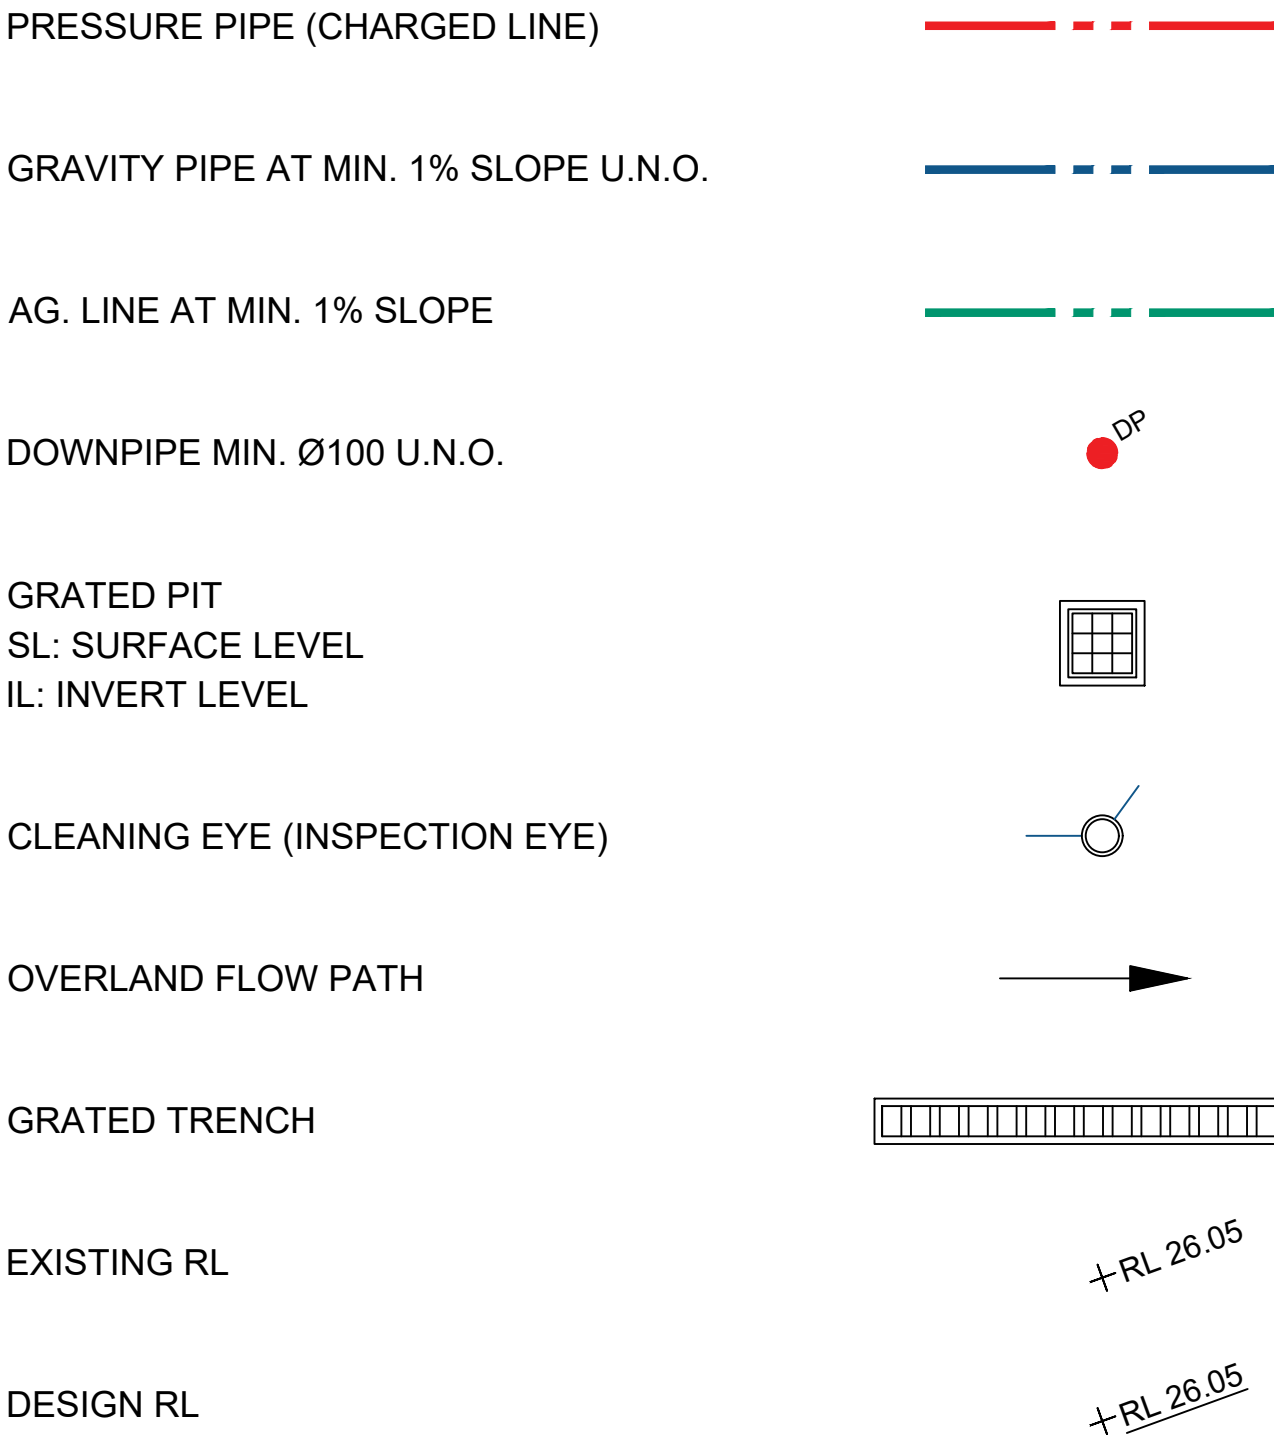 PRESSURE PIPE (CHARGED LINE)
GRAVITY PIPE AT MIN. 1% SLOPE U.N.O.
AG. LINE AT MIN. 1% SLOPE
DOWNPIPE MIN. Ø100 U.N.O.
DP
GRATED PIT
SL: SURFACE LEVEL
IL: INVERT LEVEL
CLEANING EYE (INSPECTION EYE)
OVERLAND FLOW PATH
GRATED TRENCH
EXISTING RL
RL 26.05
DESIGN RL
RL 26.05